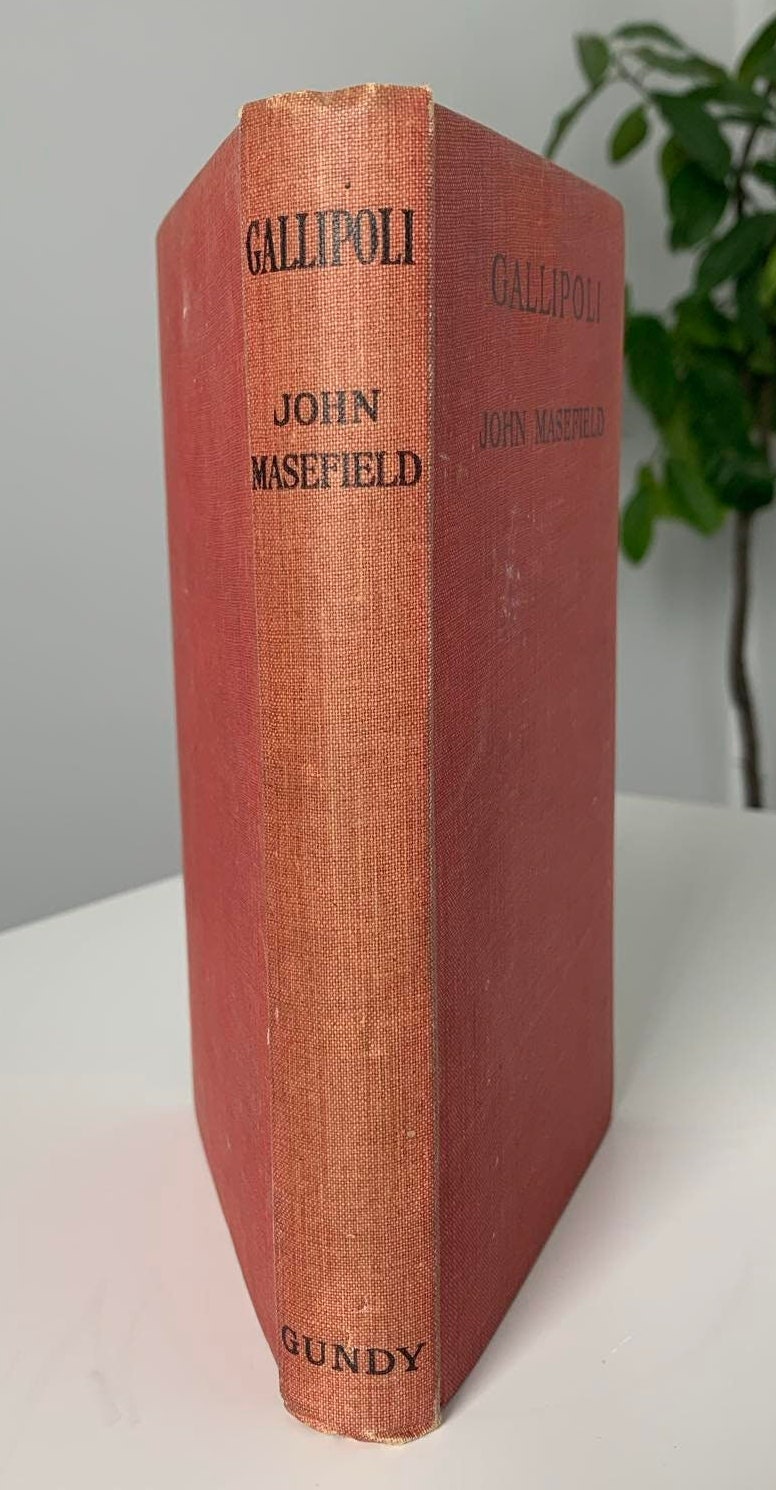 GALLIPOLI
JOHN
MASEFIELD
GUNDY
GALLIPOLI
JOHN MASEFIELD